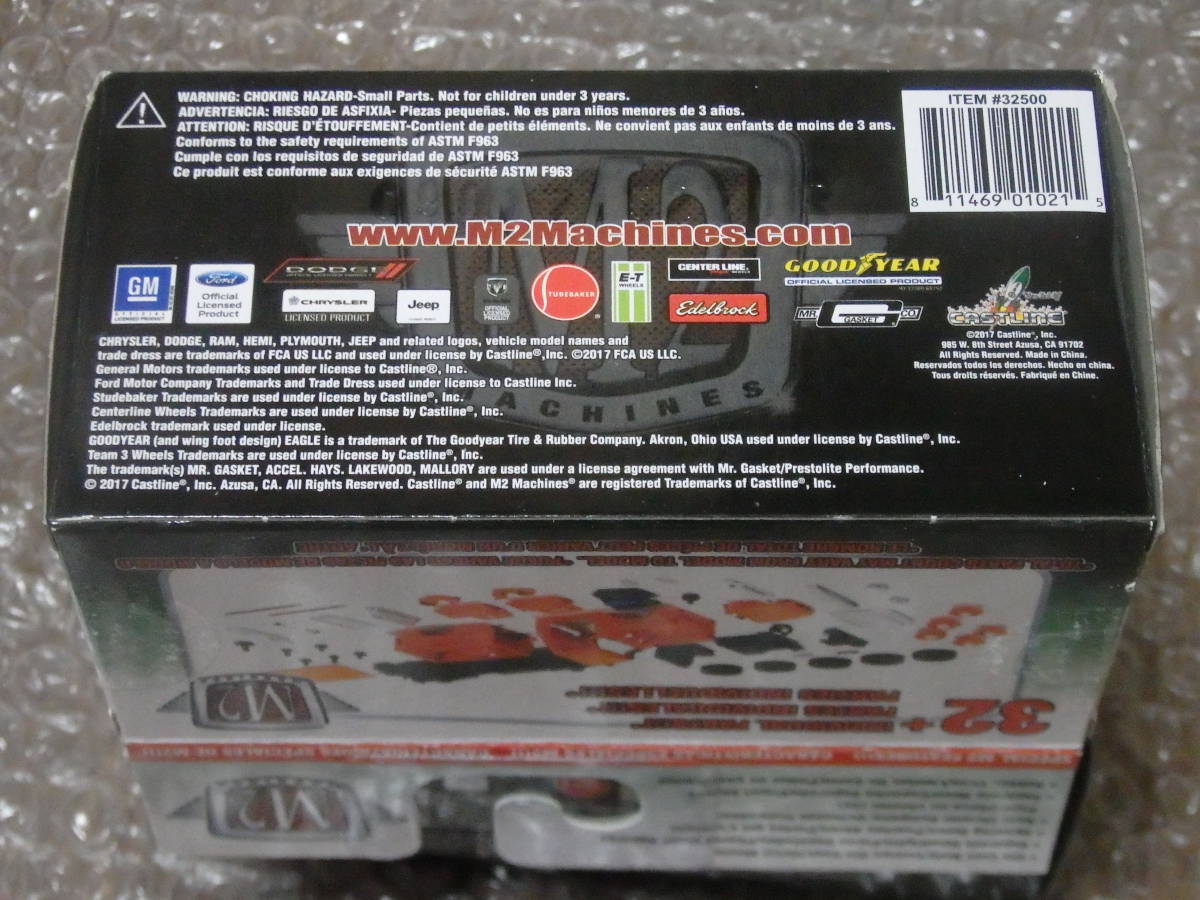 WARNING: CHOKING HAZARD-Small Parts. Not for children under 3 years.
ADVERTENCIA: RIESGO DE ASFIXIA- Piezas pequeñas. No es para niños menores de 3 años.
ATTENTION: RISQUE D'ÉTOUFFEMENT-Contient de petits éléments. Ne convient pas aux enfants de moins de 3 ans.
Conforms to the safety requirements of ASTM F963
Cumple con los requisitos de seguridad de ASTM F963
Ce produit est conforme aux exigences de sécurité ASTM F963
ITEM #32500
8 11469 01021 5
M2
MACHINES
www.M2Machines.com
GM
OFFICIAL
LICENSED PRODUCT
Ford
Official
Licensed
Product
DODGE
OFFICIAL LICENSED PRODUCT
CHRYSLER
LICENSED PRODUCT
Jeep
STUDEBAKER
E-T
WHEELS
CENTER LINE
WHEELS
Edelbrock
GOODYEAR
OFFICIAL LICENSED PRODUCT
MR GASKET CO
CASTLINE
©2017 Castline, Inc.
985 W. 8th Street Azusa, CA 91702
All Rights Reserved. Made in China.
Reservados todos los derechos. Hecho en china.
Tous droits réservés. Fabriqué en Chine.
CHRYSLER, DODGE, RAM, HEMI, PLYMOUTH, JEEP and related logos, vehicle model names and
trade dress are trademarks of FCA US LLC and used under license by Castline®,Inc. ©2017 FCA US LLC.
General Motors trademarks used under license to Castline®, Inc.
Ford Motor Company Trademarks and Trade Dress used under license to Castline Inc.
Studebaker Trademarks are used under license by Castline®, Inc.
Centerline Wheels Trademarks are used under license by Castline®, Inc.
Edelbrock trademark used under license.
GOODYEAR (and wing foot design) EAGLE is a trademark of The Goodyear Tire & Rubber Company. Akron, Ohio USA used under license by Castline®, Inc.
Team 3 Wheels Trademarks are used under license by Castline®, Inc.
The trademark(s) MR. GASKET, ACCEL. HAYS. LAKEWOOD, MALLORY are used under a license agreement with Mr. Gasket/Prestolite Performance.
© 2017 Castline®, Inc. Azusa, CA. All Rights Reserved. Castline® and M2 Machines® are registered Trademarks of Castline®, Inc.
32+
M2
M2